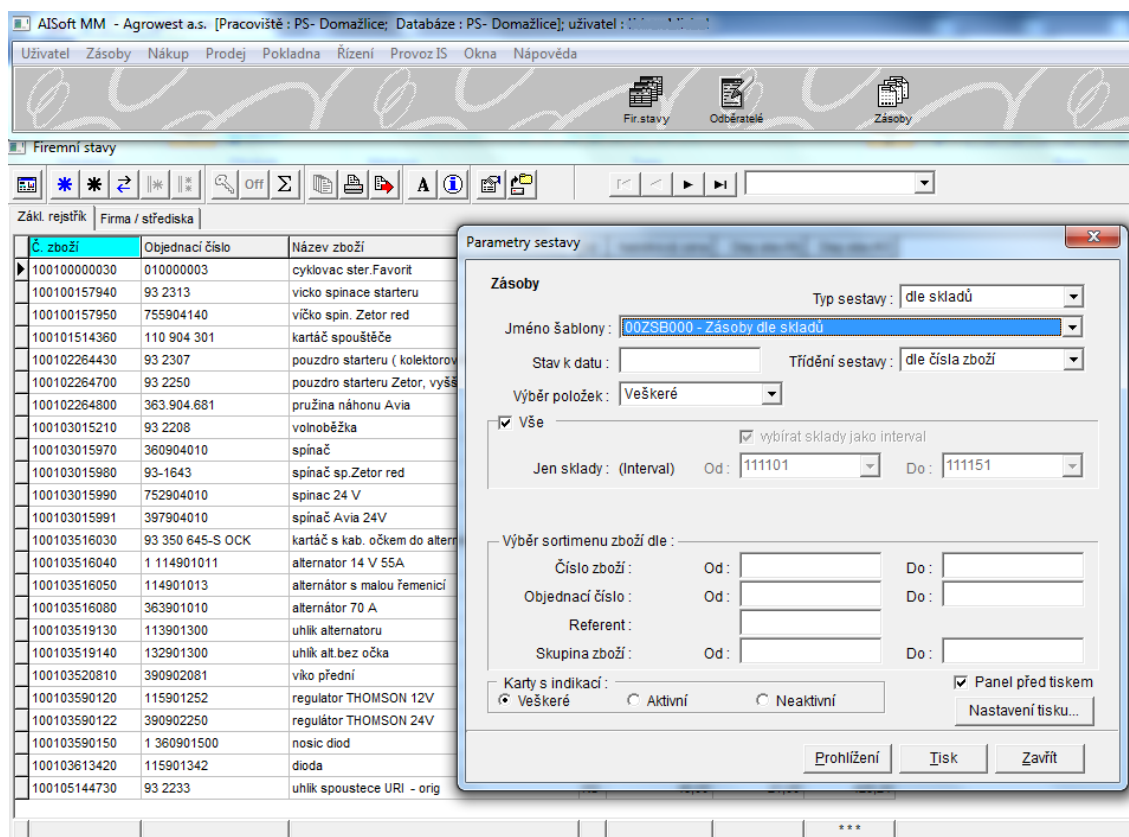 AISoft MM - Agrowest a.s. [Pracoviště : PS- Domažlice; Databáze : PS- Domažlice]; uživatel :
Uživatel Zásoby Nákup Prodej Pokladna Řízení Provoz IS Okna Nápověda
Fir.stavy Odběratelé Zásoby
Firemní stavy
Off Σ A
Zákl. rejstřík Firma / střediska
Č. zboží Objednací číslo Název zboží
100100000030 010000003 cyklovac ster.Favorit
100100157940 93 2313 vicko spinace starteru
100100157950 755904140 víčko spin. Zetor red
100101514360 110 904 301 kartáč spouštěče
100102264430 93 2307 pouzdro starteru ( kolektorov
100102264700 93 2250 pouzdro starteru Zetor, vyšš
100102264800 363.904.681 pružina náhonu Avia
100103015210 93 2208 volnoběžka
100103015970 360904010 spínač
100103015980 93-1643 spínač sp.Zetor red
100103015990 752904010 spinac 24 V
100103015991 397904010 spínač Avia 24V
100103516030 93 350 645-S OCK kartáč s kab. očkem do altern
100103516040 1 114901011 alternator 14 V 55A
100103516050 114901013 alternátor s malou řemenicí
100103516080 363901010 alternátor 70 A
100103519130 113901300 uhlik alternatoru
100103519140 132901300 uhlík alt.bez očka
100103520810 390902081 víko přední
100103590120 115901252 regulator THOMSON 12V
100103590122 390902250 regulátor THOMSON 24V
100103590150 1 360901500 nosic diod
100103613420 115901342 dioda
100105144730 93 2233 uhlik spoustece URI - orig
* * *
Parametry sestavy
Zásoby
Typ sestavy : dle skladů
Jméno šablony : 00ZSB000 - Zásoby dle skladů
Stav k datu : Třídění sestavy : dle čísla zboží
Výběr položek : Veškeré
Vše
vybírat sklady jako interval
Jen sklady : (Interval) Od : 111101 Do : 111151
Výběr sortimenu zboží dle :
Číslo zboží : Od : Do :
Objednací číslo : Od : Do :
Referent :
Skupina zboží : Od : Do :
Karty s indikací :
Veškeré Aktivní Neaktivní
Panel před tiskem
Nastavení tisku...
Prohlížení Tisk Zavřít